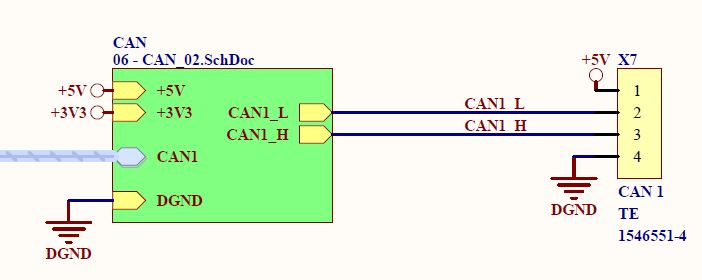 CAN
06 - CAN_02.SchDoc
+5V
+5V
+3V3
+3V3
CAN1
DGND
DGND
CAN1_L
CAN1_H
CAN1_L
CAN1_H
+5V
X7
1
2
3
4
DGND
CAN 1
TE
1546551-4